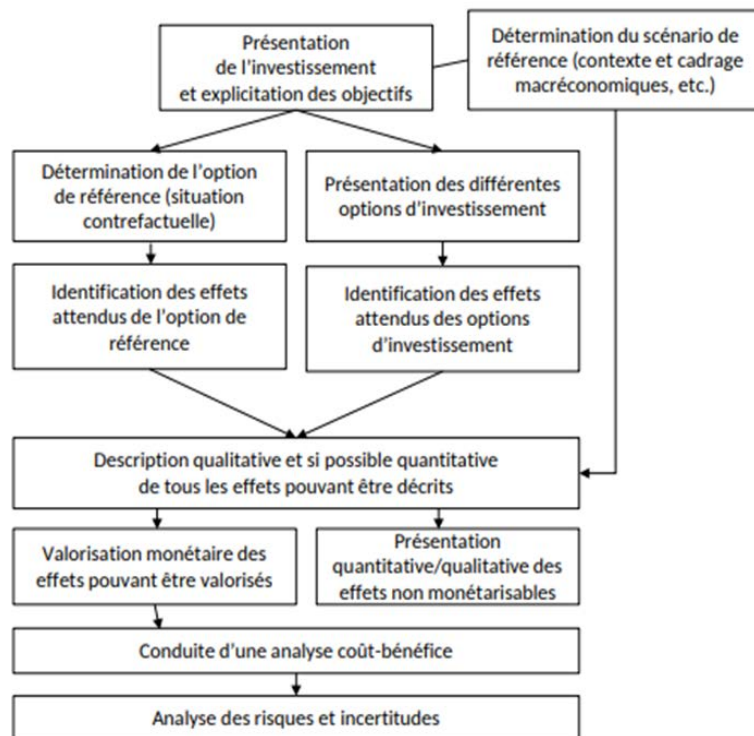 Présentation
de l'investissement
et explicitation des objectifs
Détermination du scénario de
référence (contexte et cadrage
macréconomiques, etc.)
Détermination de l'option
de référence (situation
contrefactuelle)
Présentation des différentes
options d'investissement
Identification des effets
attendus de l'option de
référence
Identification des effets
attendus des options
d'investissement
Description qualitative et si possible quantitative
de tous les effets pouvant être décrits
Valorisation monétaire des
effets pouvant être valorisés
Présentation
quantitative/qualitative des
effets non monétarisables
Conduite d'une analyse coût-bénéfice
Analyse des risques et incertitudes